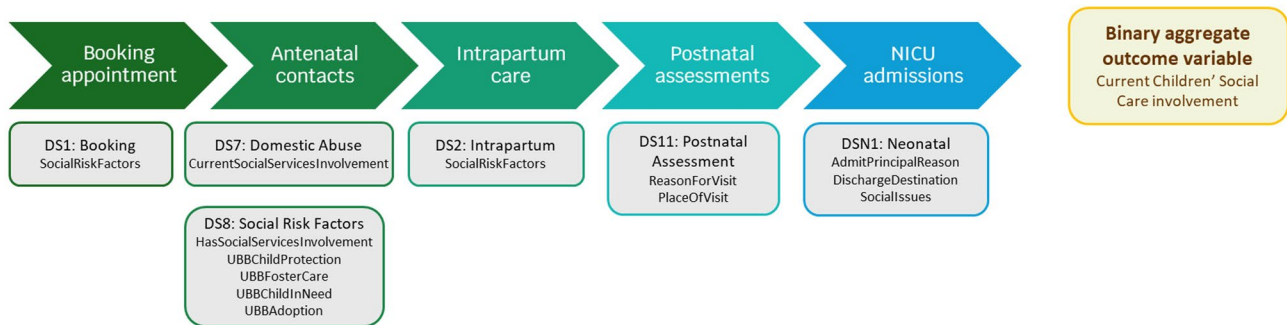 Booking
appointment
Antenatal
contacts
Intrapartum
care
Postnatal
assessments
NICU
admissions
Binary aggregate
outcome variable
Current Children’ Social
Care involvement
DS1: Booking
SocialRiskFactors
DS7: Domestic Abuse
CurrentSocialServicesInvolvement
DS2: Intrapartum
SocialRiskFactors
DS11: Postnatal
Assessment
ReasonForVisit
PlaceOfVisit
DSN1: Neonatal
AdmitPrincipalReason
DischargeDestination
SocialIssues
DS8: Social Risk Factors
HasSocialServicesInvolvement
UBBChildProtection
UBBFosterCare
UBBChildInNeed
UBBAdoption